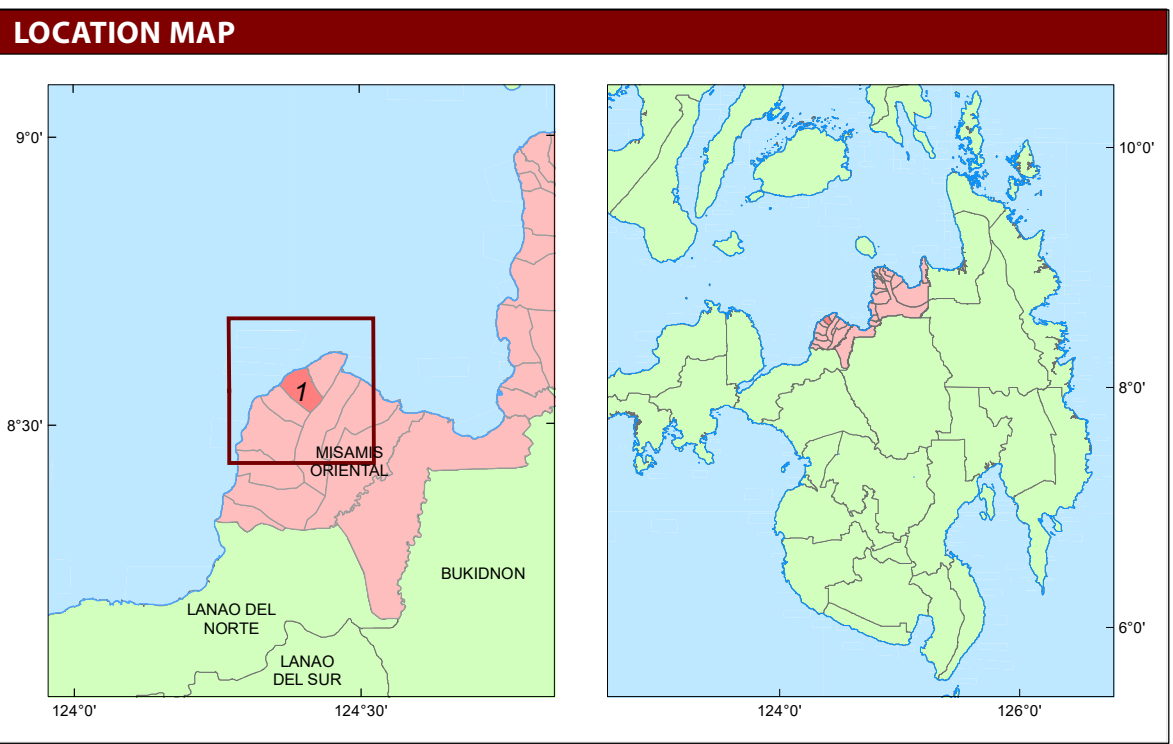 LOCATION MAP
9°0'
8°30'
1
MISAMIS
ORIENTAL
BUKIDNON
LANAO DEL
NORTE
LANAO
DEL SUR
124°0'
124°30'
10°0'
8°0'
6°0'
124°0'
126°0'